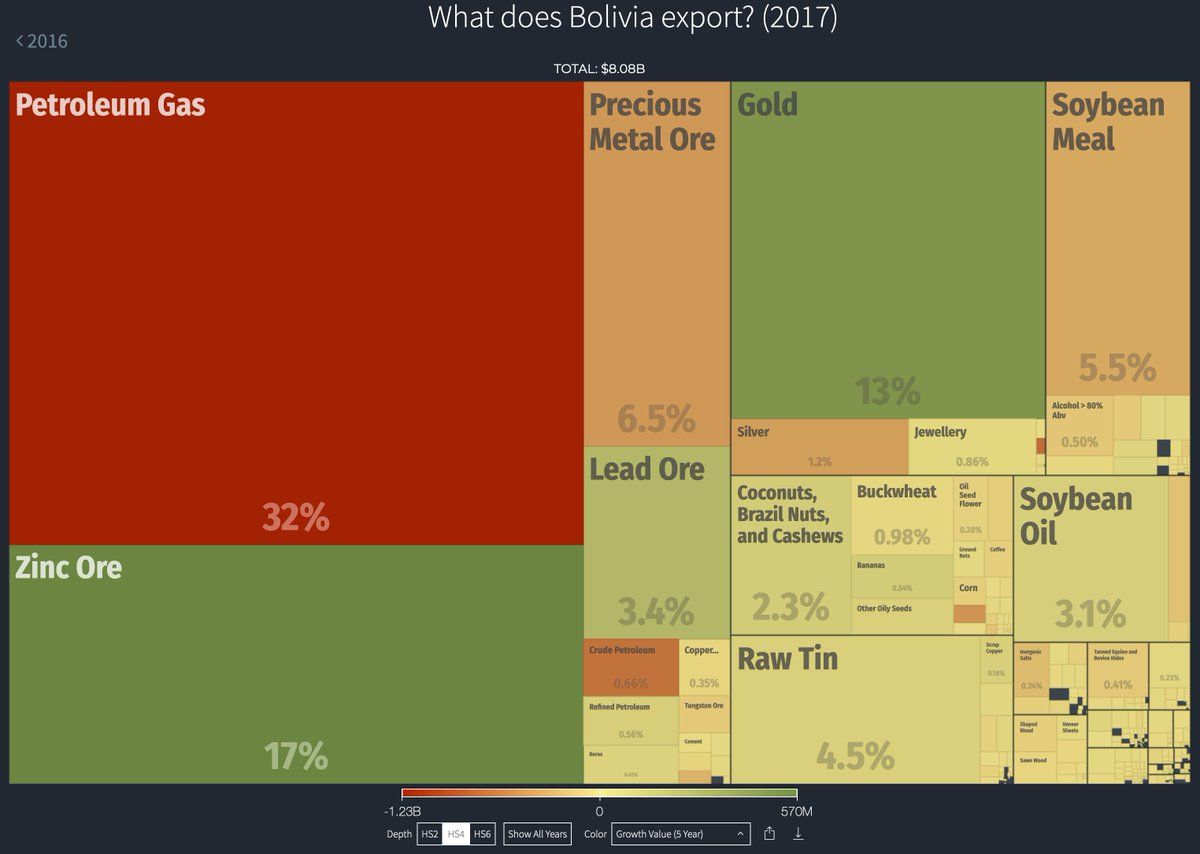 What does Bolivia export? (2017)
< 2016
TOTAL: $8.08B
Petroleum Gas
32%
Zinc Ore
17%
Precious
Metal Ore
6.5%
Lead Ore
3.4%
Crude Petroleum
0.66%
Copper...
0.35%
Refined Petroleum
0.56%
Tungsten Ore
Cement
Borax
Gold
13%
Silver
1.2%
Jewellery
0.86%
Soybean
Meal
5.5%
Alcohol > 80%
Abv
0.50%
Coconuts,
Brazil Nuts,
and Cashews
2.3%
Buckwheat
0.98%
Bananas
0.54%
Other Oily Seeds
Oil
Seed
Flower
0.28%
Ground
Nuts
Coffee
Corn
Soybean
Oil
3.1%
Raw Tin
4.5%
Scrap
Copper
0.18%
Inorganic
Salts
0.24%
Tanned Equine and
Bovine Hides
0.41%
0.23%
Shaped
Wood
Veneer
Sheets
Sawn Wood
-1.23B
0
570M
Depth HS2 HS4 HS6 Show All Years Color Growth Value (5 Year)